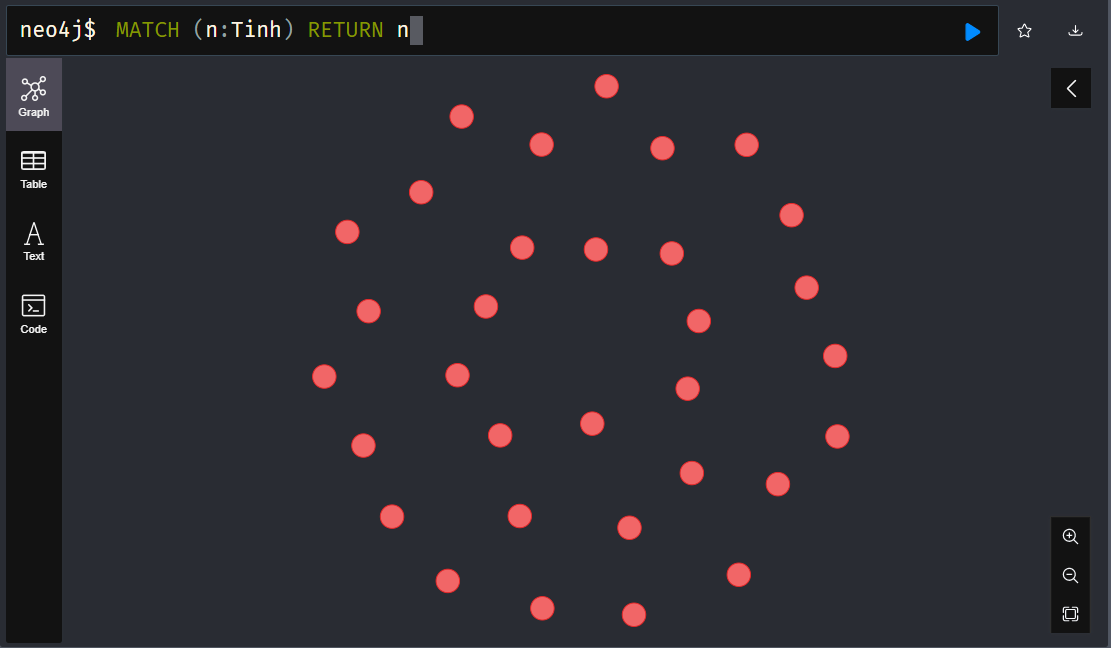 neo4j$ MATCH (n:Tinh) RETURN n
Graph
Table
Text
Code